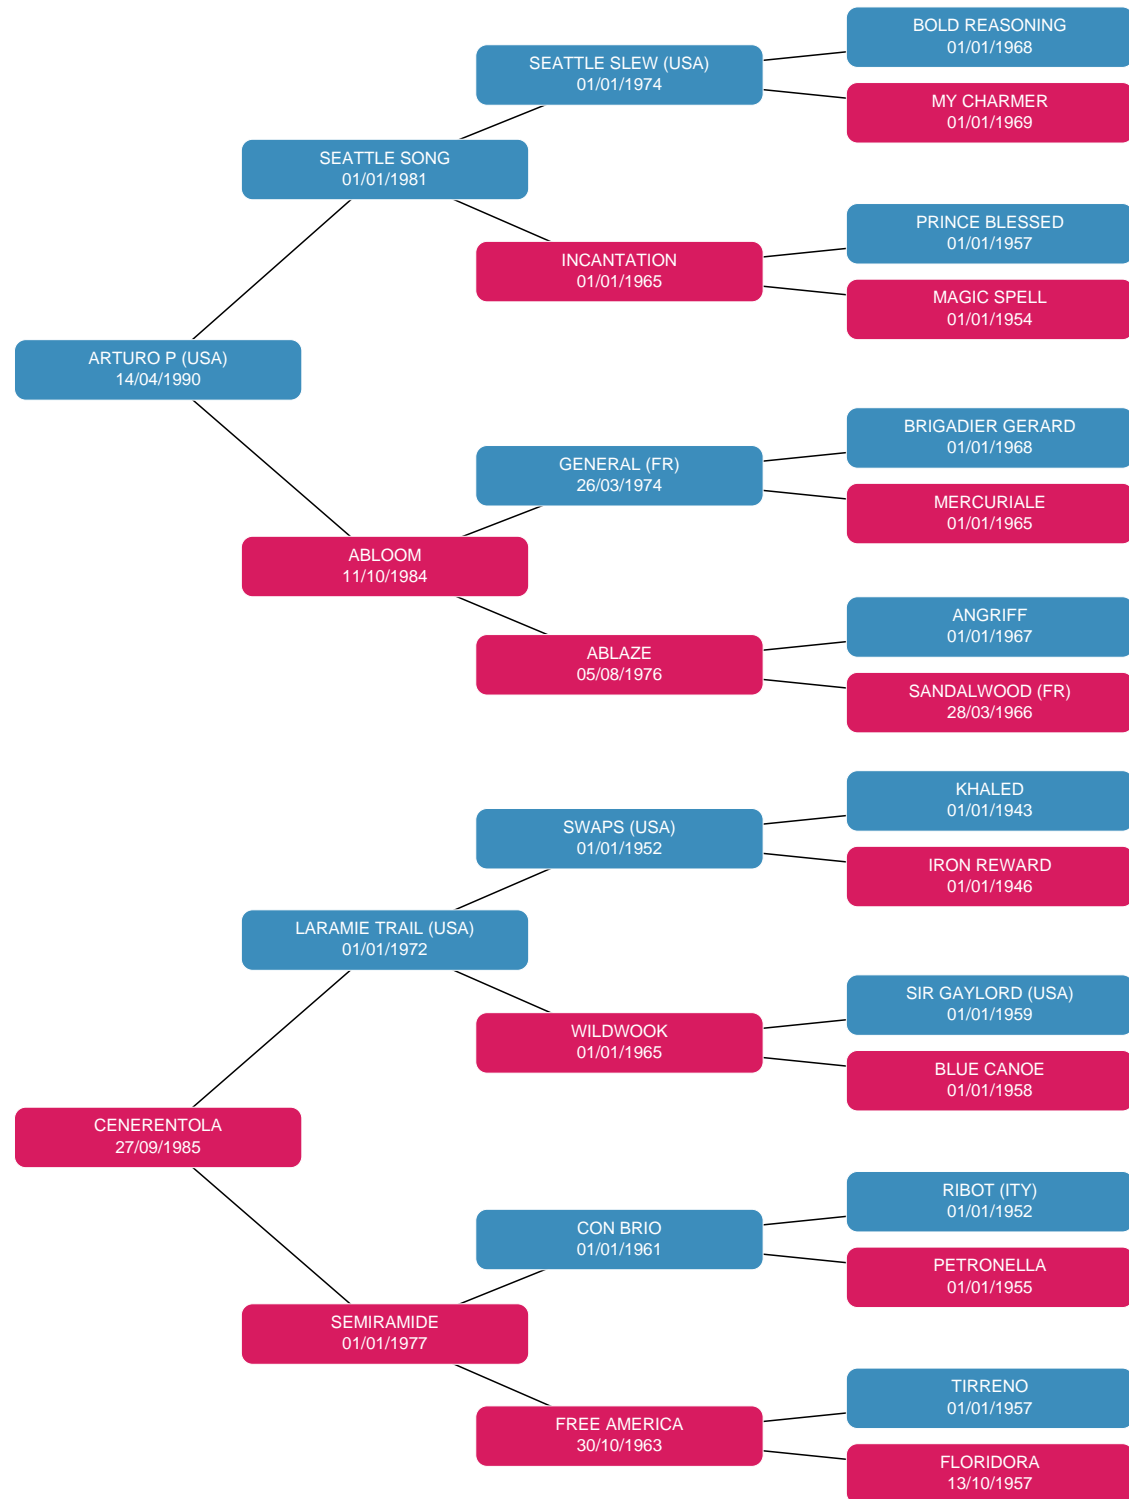 BOLD REASONING
01/01/1968
SEATTLE SLEW (USA)
01/01/1974
MY CHARMER
01/01/1969
SEATTLE SONG
01/01/1981
PRINCE BLESSED
01/01/1957
INCANTATION
01/01/1965
MAGIC SPELL
01/01/1954
ARTURO P (USA)
14/04/1990
BRIGADIER GERARD
01/01/1968
GENERAL (FR)
26/03/1974
MERCURIALE
01/01/1965
ABLOOM
11/10/1984
ANGRIFF
01/01/1967
ABLAZE
05/08/1976
SANDALWOOD (FR)
28/03/1966
KHALED
01/01/1943
SWAPS (USA)
01/01/1952
IRON REWARD
01/01/1946
LARAMIE TRAIL (USA)
01/01/1972
SIR GAYLORD (USA)
01/01/1959
WILDWOOK
01/01/1965
BLUE CANOE
01/01/1958
CENERENTOLA
27/09/1985
RIBOT (ITY)
01/01/1952
CON BRIO
01/01/1961
PETRONELLA
01/01/1955
SEMIRAMIDE
01/01/1977
TIRRENO
01/01/1957
FREE AMERICA
30/10/1963
FLORIDORA
13/10/1957